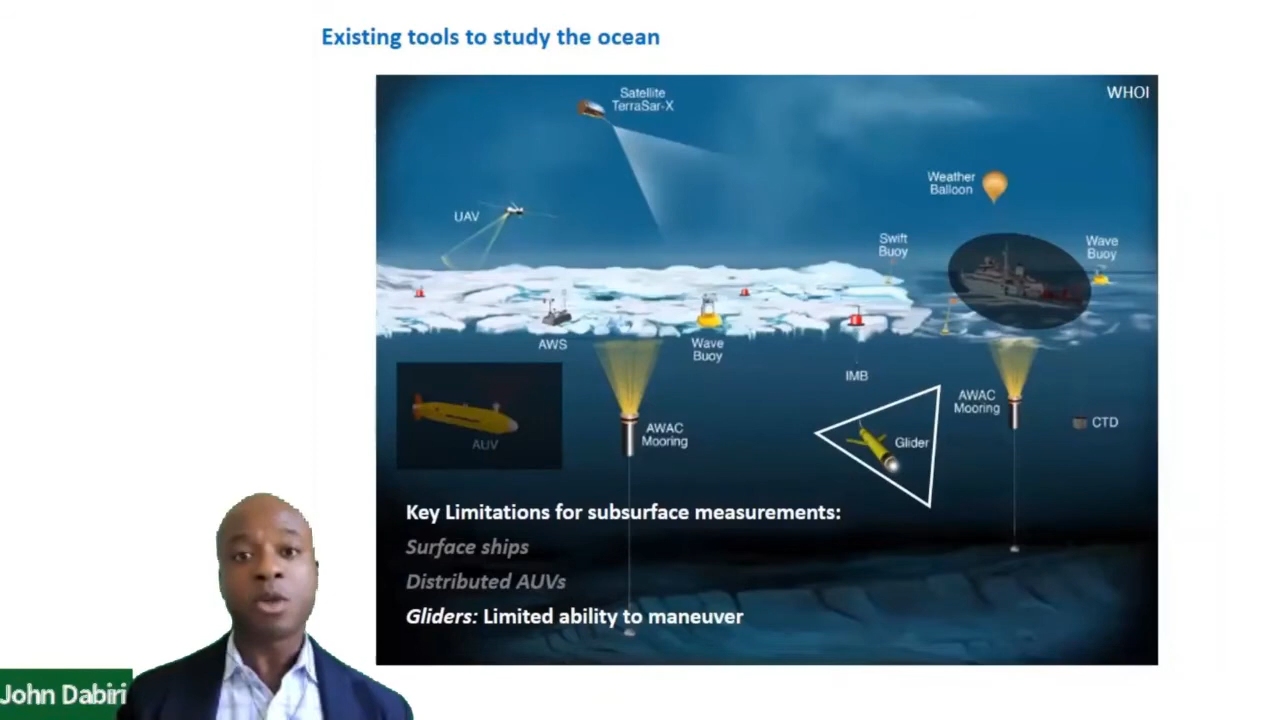 Existing tools to study the ocean
WHOI
Satellite
TerraSar-X
Weather
Balloon
UAV
Swift
Buoy
Wave
Buoy
AWS
Wave
Buoy
IMB
AWAC
Mooring
CTD
AUV
AWAC
Mooring
Glider
Key Limitations for subsurface measurements:
Surface ships
Distributed AUVs
Gliders: Limited ability to maneuver
John Dabiri